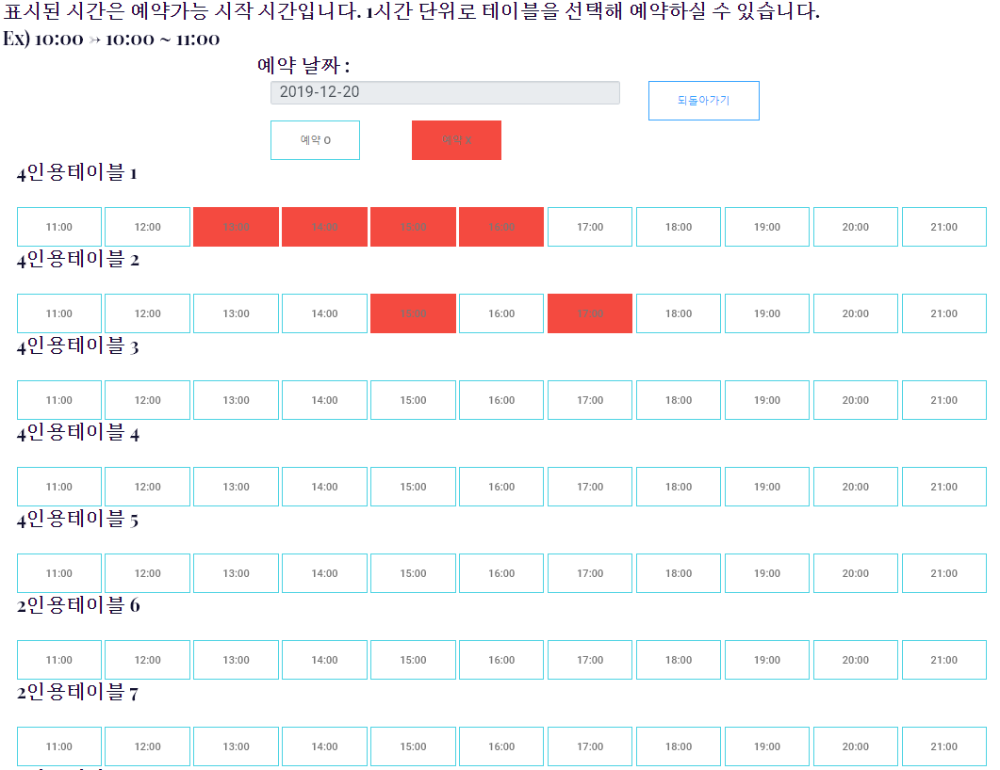 표시된 시간은 예약가능 시작 시간입니다. 1시간 단위로 테이블을 선택해 예약하실 수 있습니다.
Ex) 10:00 >> 10:00 ~ 11:00
예약 날짜 :
2019-12-20
되돌아가기
예약 O 예약 X
4인용테이블 1
11:00 12:00 13:00 14:00 15:00 16:00 17:00 18:00 19:00 20:00 21:00
4인용테이블 2
11:00 12:00 13:00 14:00 15:00 16:00 17:00 18:00 19:00 20:00 21:00
4인용테이블 3
11:00 12:00 13:00 14:00 15:00 16:00 17:00 18:00 19:00 20:00 21:00
4인용테이블 4
11:00 12:00 13:00 14:00 15:00 16:00 17:00 18:00 19:00 20:00 21:00
4인용테이블 5
11:00 12:00 13:00 14:00 15:00 16:00 17:00 18:00 19:00 20:00 21:00
2인용테이블 6
11:00 12:00 13:00 14:00 15:00 16:00 17:00 18:00 19:00 20:00 21:00
2인용테이블 7
11:00 12:00 13:00 14:00 15:00 16:00 17:00 18:00 19:00 20:00 21:00